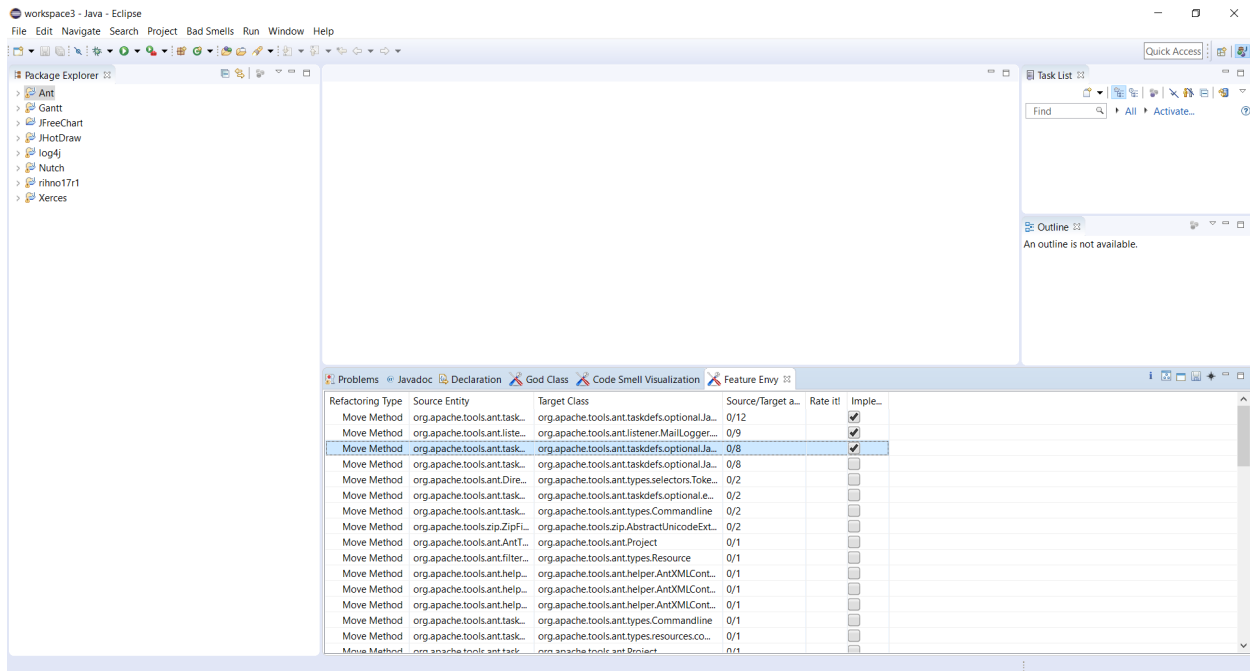 workspace3 - Java - Eclipse
File Edit Navigate Search Project Bad Smells Run Window Help
Quick Access
Package Explorer
Ant
Gantt
JFreeChart
JHotDraw
log4j
Nutch
rihno17r1
Xerces
Task List
Find All Activate...
Outline
An outline is not available.
Problems Javadoc Declaration God Class Code Smell Visualization Feature Envy
Refactoring Type Source Entity Target Class Source/Target a... Rate it! Imple...
Move Method org.apache.tools.ant.task... org.apache.tools.ant.taskdefs.optional.Ja... 0/12
Move Method org.apache.tools.ant.liste... org.apache.tools.ant.listener.MailLogger.... 0/9
Move Method org.apache.tools.ant.task... org.apache.tools.ant.taskdefs.optional.Ja... 0/8
Move Method org.apache.tools.ant.task... org.apache.tools.ant.taskdefs.optional.Ja... 0/8
Move Method org.apache.tools.ant.Dire... org.apache.tools.ant.types.selectors.Toke... 0/2
Move Method org.apache.tools.ant.task... org.apache.tools.ant.taskdefs.optional.e... 0/2
Move Method org.apache.tools.ant.task... org.apache.tools.ant.types.Commandline 0/2
Move Method org.apache.tools.zip.ZipFi... org.apache.tools.zip.AbstractUnicodeExt... 0/2
Move Method org.apache.tools.ant.AntT... org.apache.tools.ant.Project 0/1
Move Method org.apache.tools.ant.filter... org.apache.tools.ant.types.Resource 0/1
Move Method org.apache.tools.ant.help... org.apache.tools.ant.helper.AntXMLCont... 0/1
Move Method org.apache.tools.ant.help... org.apache.tools.ant.helper.AntXMLCont... 0/1
Move Method org.apache.tools.ant.help... org.apache.tools.ant.helper.AntXMLCont... 0/1
Move Method org.apache.tools.ant.task... org.apache.tools.ant.types.Commandline 0/1
Move Method org.apache.tools.ant.task... org.apache.tools.ant.types.resources.co... 0/1
Move Method org.apache.tools.ant.task... org.apache.tools.ant.Project 0/1